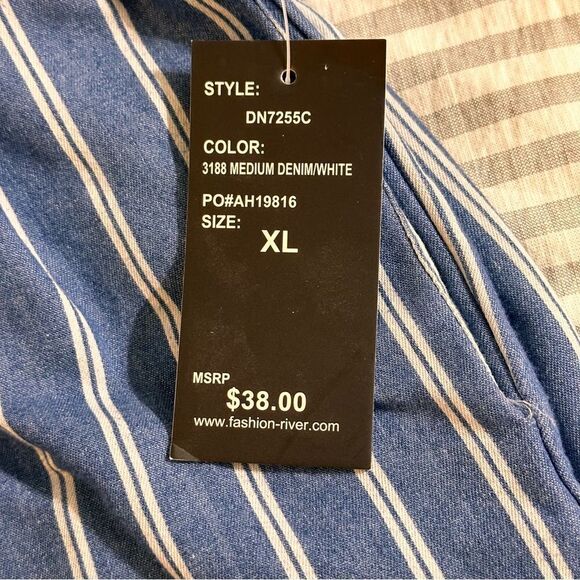 STYLE:
DN7255C
COLOR:
3188 MEDIUM DENIM/WHITE
PO#AH19816
SIZE:
XL
MSRP
$38.00
www.fashion-river.com